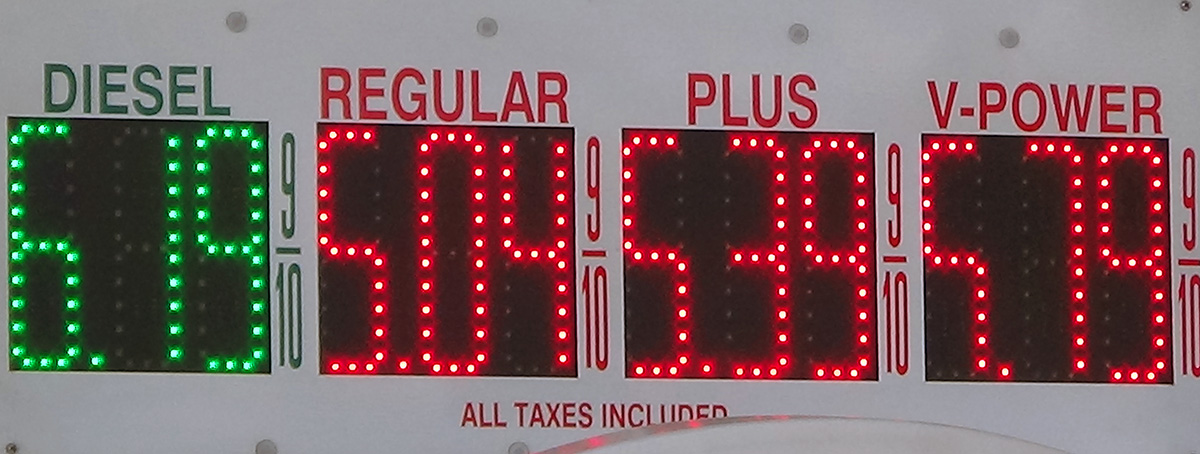 DIESEL REGULAR PLUS V-POWER
6.19 9/10 5.04 9/10 5.39 9/10 5.79 9/10
ALL TAXES INCLUDED